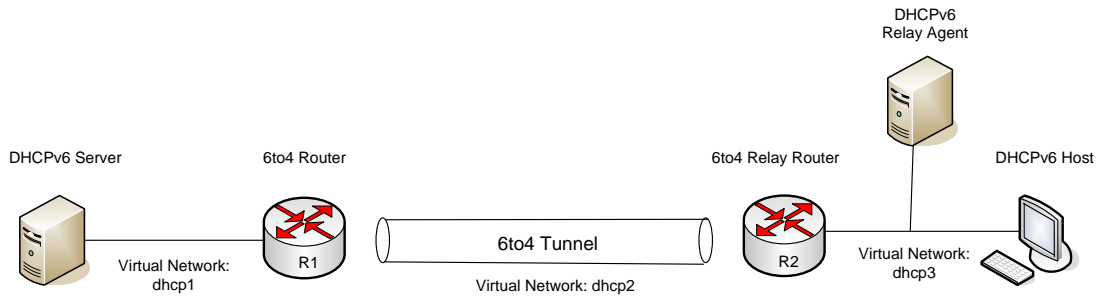 DHCPv6
Relay Agent
DHCPv6 Server
6to4 Router
6to4 Relay Router
DHCPv6 Host
R1
6to4 Tunnel
R2
Virtual Network:
dhcp1
Virtual Network: dhcp2
Virtual Network:
dhcp3